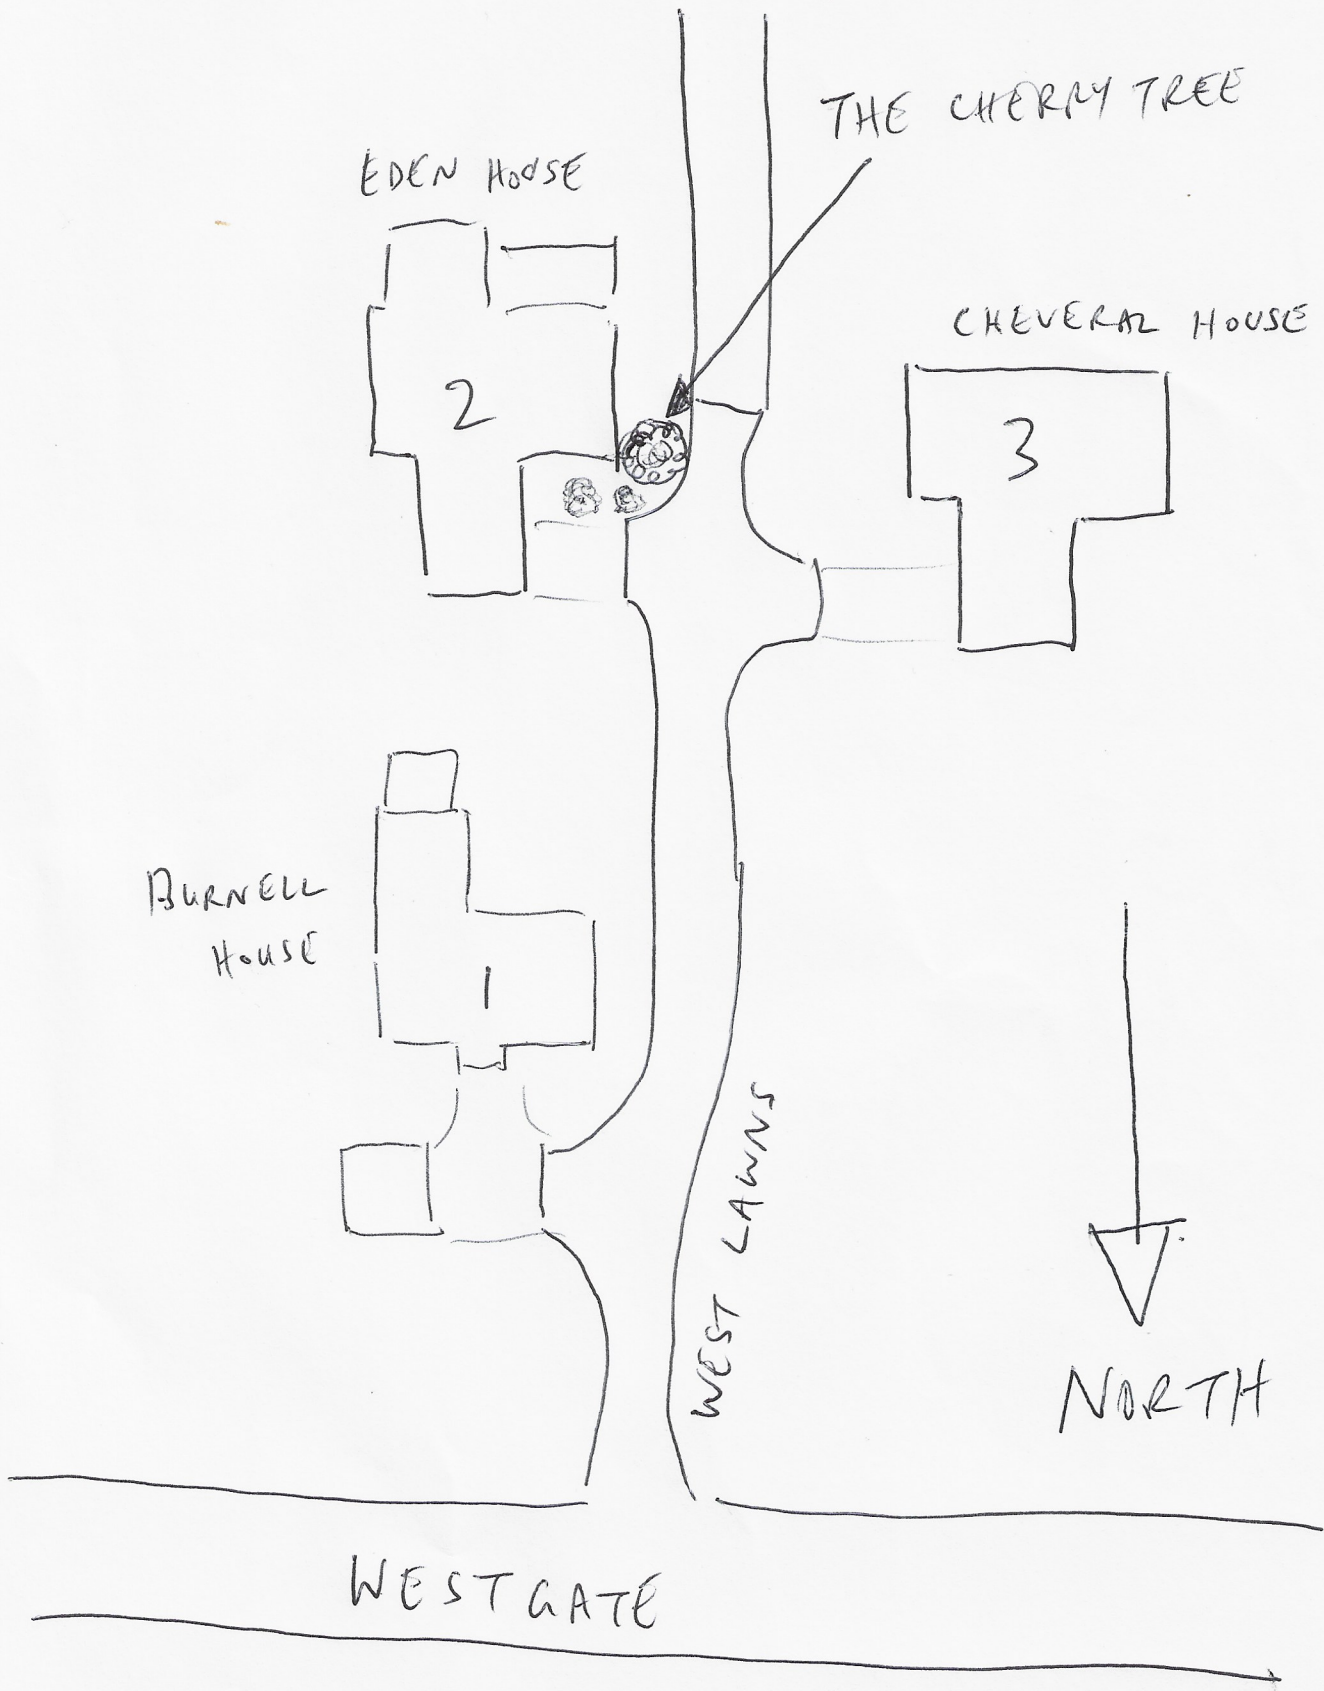 THE CHERRY TREE
EDEN HOUSE
CHEVERAL HOUSE
2
3
BURNELL
HOUSE
1
WEST LAWNS
NORTH
WESTGATE